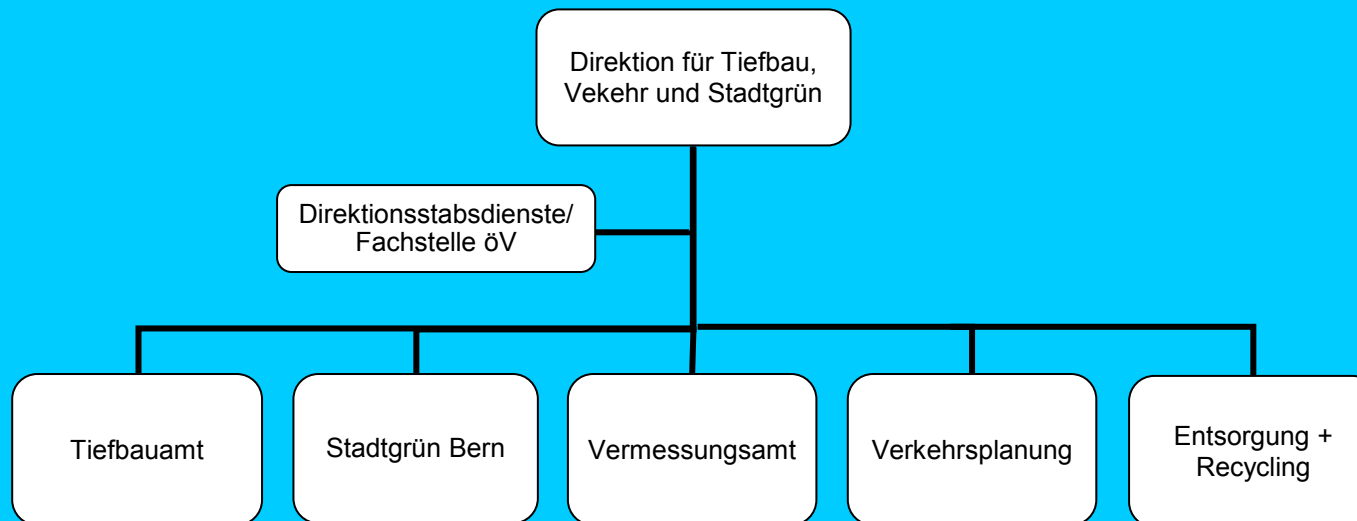 Direktion für Tiefbau,
Vekehr und Stadtgrün
Direktionsstabsdienste/
Fachstelle öV
Tiefbauamt
Stadtgrün Bern
Vermessungsamt
Verkehrsplanung
Entsorgung +
Recycling